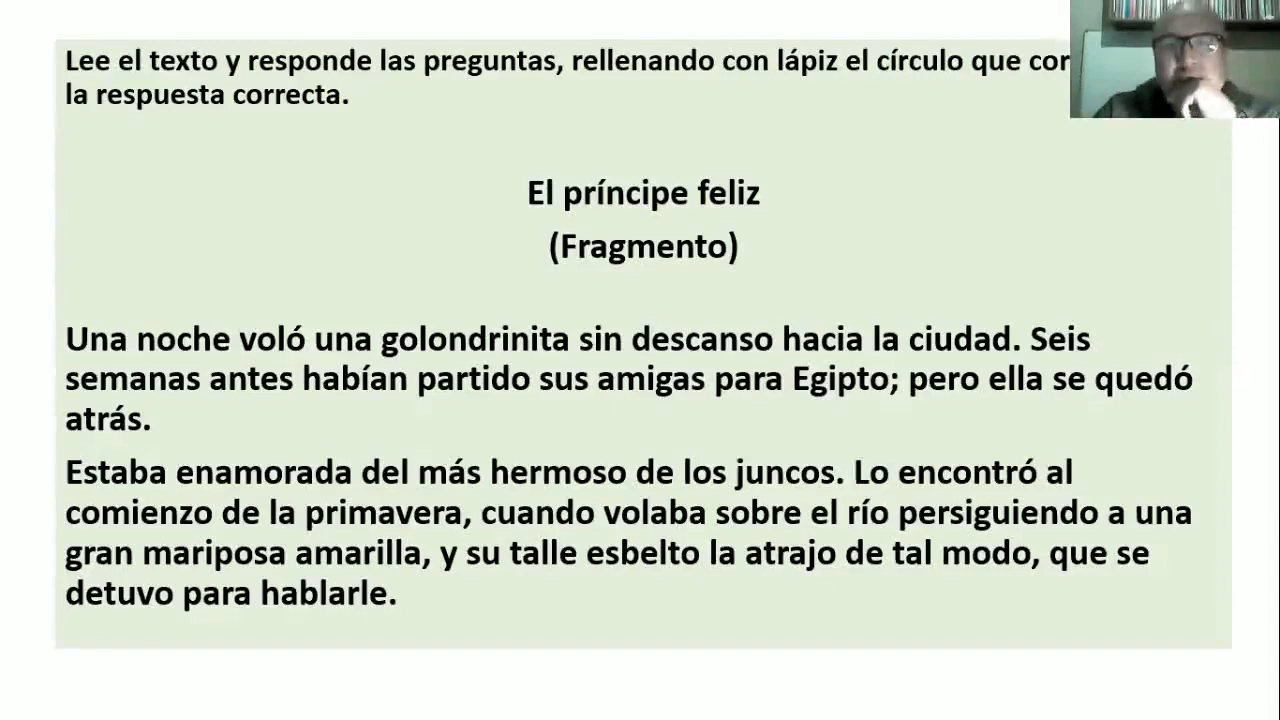 Lee el texto y responde las preguntas, rellenando con lápiz el círculo que cor
la respuesta correcta.
El príncipe feliz
(Fragmento)
Una noche voló una golondrinita sin descanso hacia la ciudad. Seis
semanas antes habían partido sus amigas para Egipto; pero ella se quedó
atrás.
Estaba enamorada del más hermoso de los juncos. Lo encontró al
comienzo de la primavera, cuando volaba sobre el río persiguiendo a una
gran mariposa amarilla, y su talle esbelto la atrajo de tal modo, que se
detuvo para hablarle.